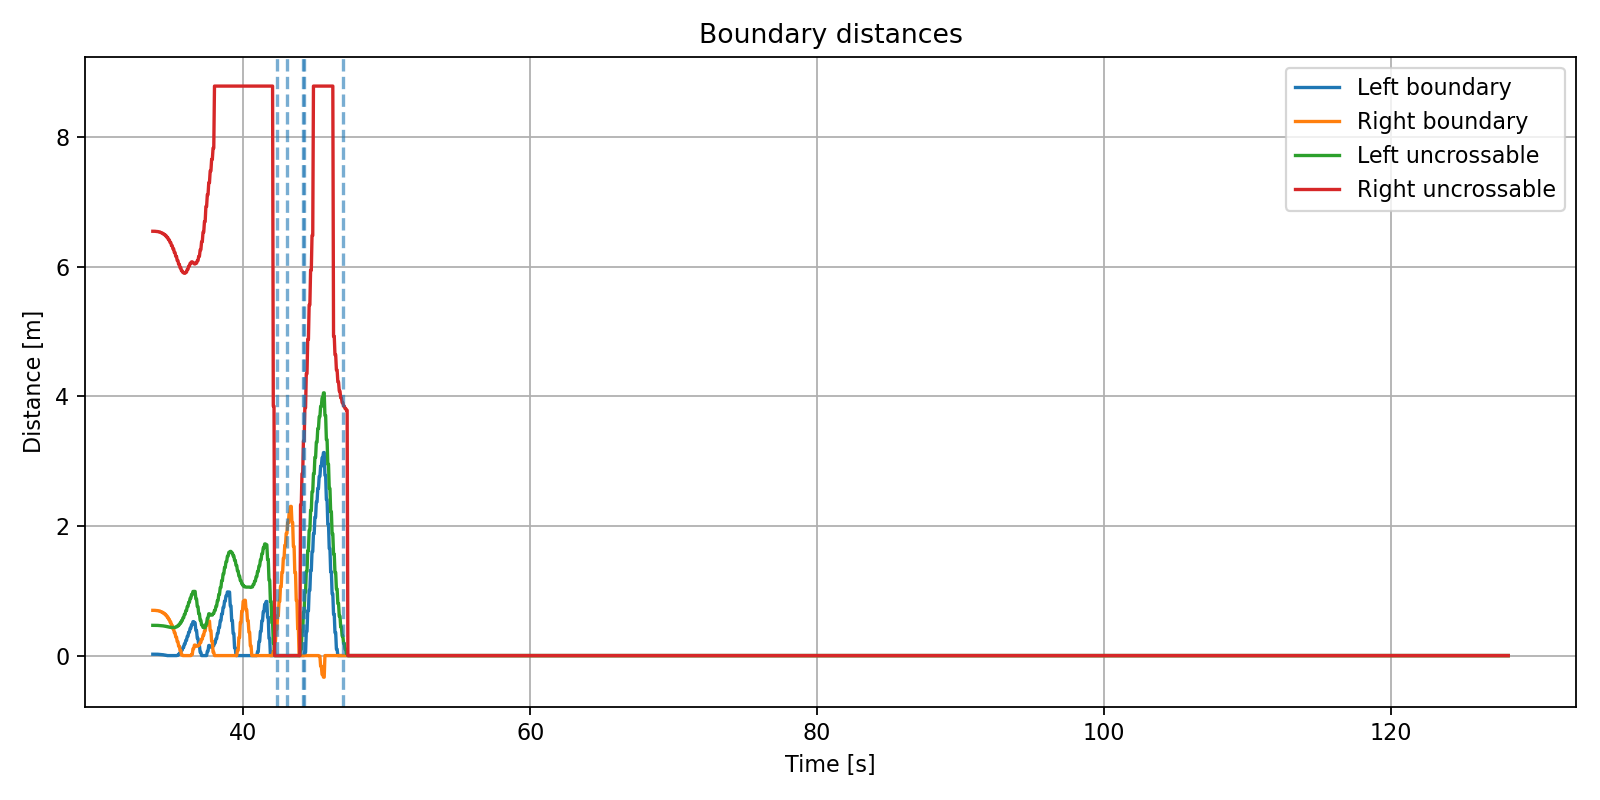 Boundary distances
Left boundary
Right boundary
Left uncrossable
Right uncrossable
Distance [m]
8
6
4
2
0
40
60
80
100
120
Time [s]